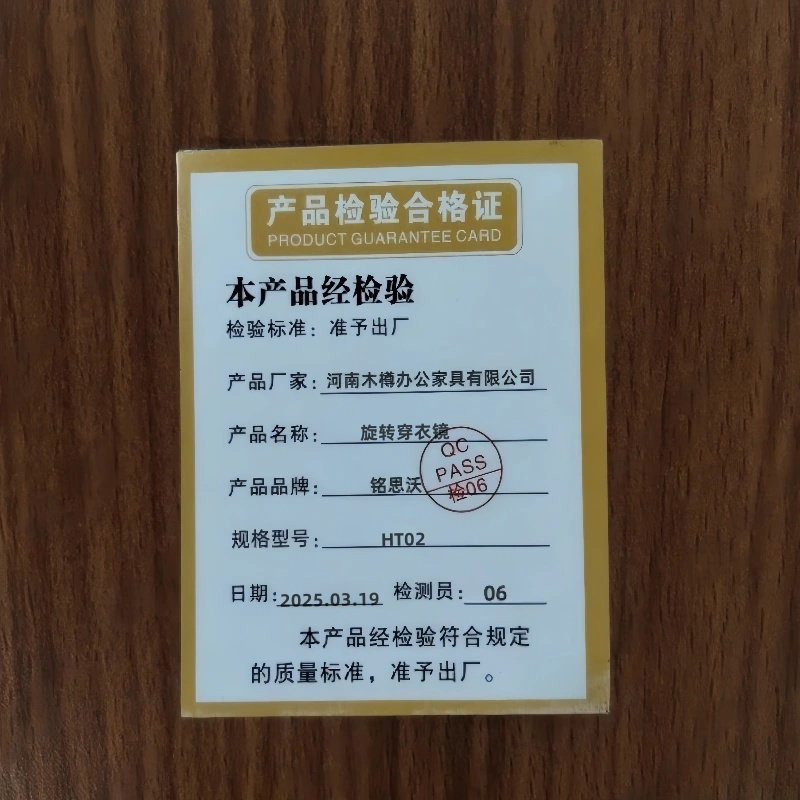 产品检验合格证
PRODUCT GUARANTEE CARD
本产品经检验
检验标准：准予出厂
产品厂家：河南木樽办公家具有限公司
产品名称：旋转穿衣镜
QC
PASS
检06
产品品牌：铭思沃
规格型号：HT02
日期：2025.03.19 检测员：06
本产品经检验符合规定
的质量标准，准予出厂。